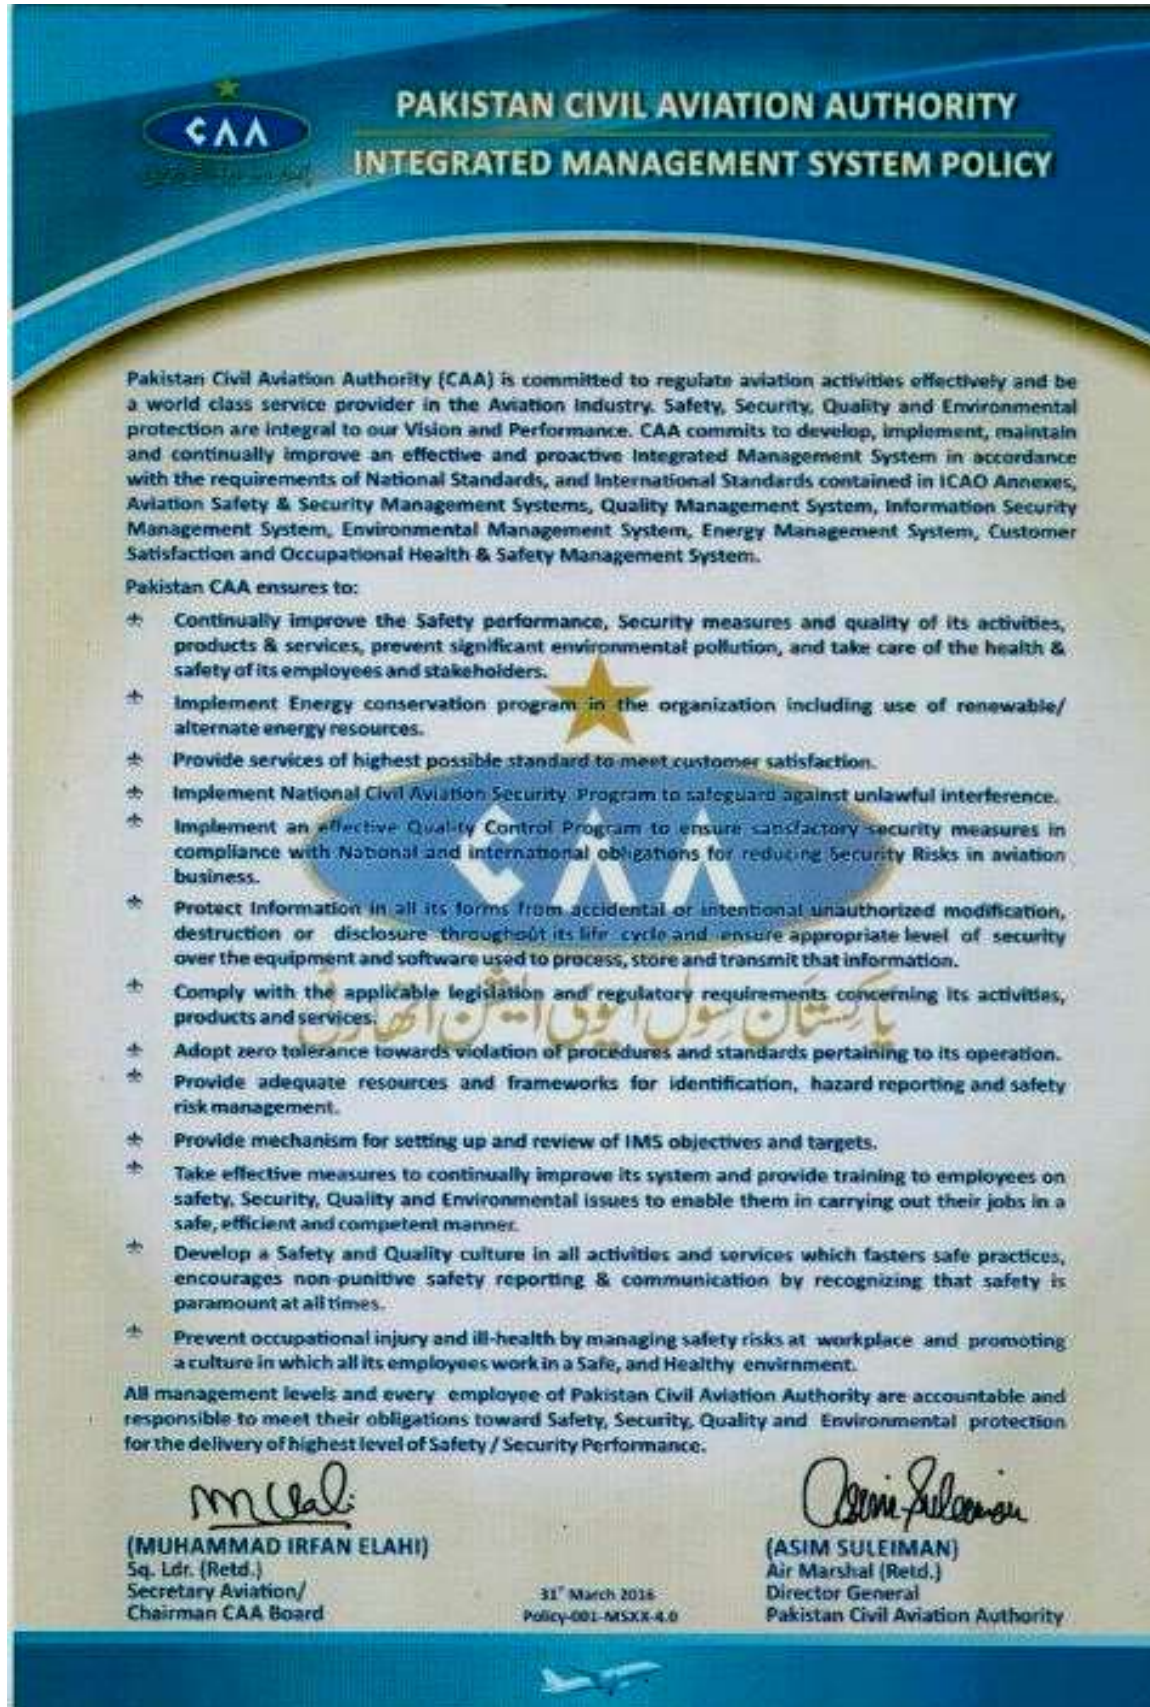 CAA
PAKISTAN CIVIL AVIATION AUTHORITY
INTEGRATED MANAGEMENT SYSTEM POLICY
Pakistan Civil Aviation Authority (CAA) is committed to regulate aviation activities effectively and be
a world class service provider in the Aviation Industry. Safety, Security, Quality and Environmental
protection are integral to our Vision and Performance. CAA commits to develop, implement, maintain
and continually improve an effective and proactive Integrated Management System in accordance
with the requirements of National Standards, and International Standards contained in ICAO Annexes,
Aviation Safety & Security Management Systems, Quality Management System, Information Security
Management System, Environmental Management System, Energy Management System, Customer
Satisfaction and Occupational Health & Safety Management System.
Pakistan CAA ensures to:
Continually improve the Safety performance, Security measures and quality of its activities,
products & services, prevent significant environmental pollution, and take care of the health &
safety of its employees and stakeholders.
Implement Energy conservation program in the organization including use of renewable/
alternate energy resources.
Provide services of highest possible standard to meet customer satisfaction.
Implement National Civil Aviation Security Program to safeguard against unlawful interference.
Implement an effective Quality Control Program to ensure satisfactory security measures in
compliance with National and international obligations for reducing Security Risks in aviation
business.
CAA
Protect Information in all its forms from accidental or intentional unauthorized modification,
destruction or disclosure throughout its life cycle and ensure appropriate level of security
over the equipment and software used to process, store and transmit that information.
Comply with the applicable legislation and regulatory requirements concerning its activities,
products and services.
پاکستان سول ایوی ایشن اتھارٹی
Adopt zero tolerance towards violation of procedures and standards pertaining to its operation.
Provide adequate resources and frameworks for identification, hazard reporting and safety
risk management.
Provide mechanism for setting up and review of IMS objectives and targets.
Take effective measures to continually improve its system and provide training to employees on
safety, Security, Quality and Environmental issues to enable them in carrying out their jobs in a
safe, efficient and competent manner.
Develop a Safety and Quality culture in all activities and services which fasters safe practices,
encourages non-punitive safety reporting & communication by recognizing that safety is
paramount at all times.
Prevent occupational injury and ill-health by managing safety risks at workplace and promoting
a culture in which all its employees work in a Safe, and Healthy envirnment.
All management levels and every employee of Pakistan Civil Aviation Authority are accountable and
responsible to meet their obligations toward Safety, Security, Quality and Environmental protection
for the delivery of highest level of Safety / Security Performance.
Asim Suleiman
(MUHAMMAD IRFAN ELAHI)
Sq. Ldr. (Retd.)
Secretary Aviation/
Chairman CAA Board
31st March 2016
Policy-001-MSXX-4.0
(ASIM SULEIMAN)
Air Marshal (Retd.)
Director General
Pakistan Civil Aviation Authority